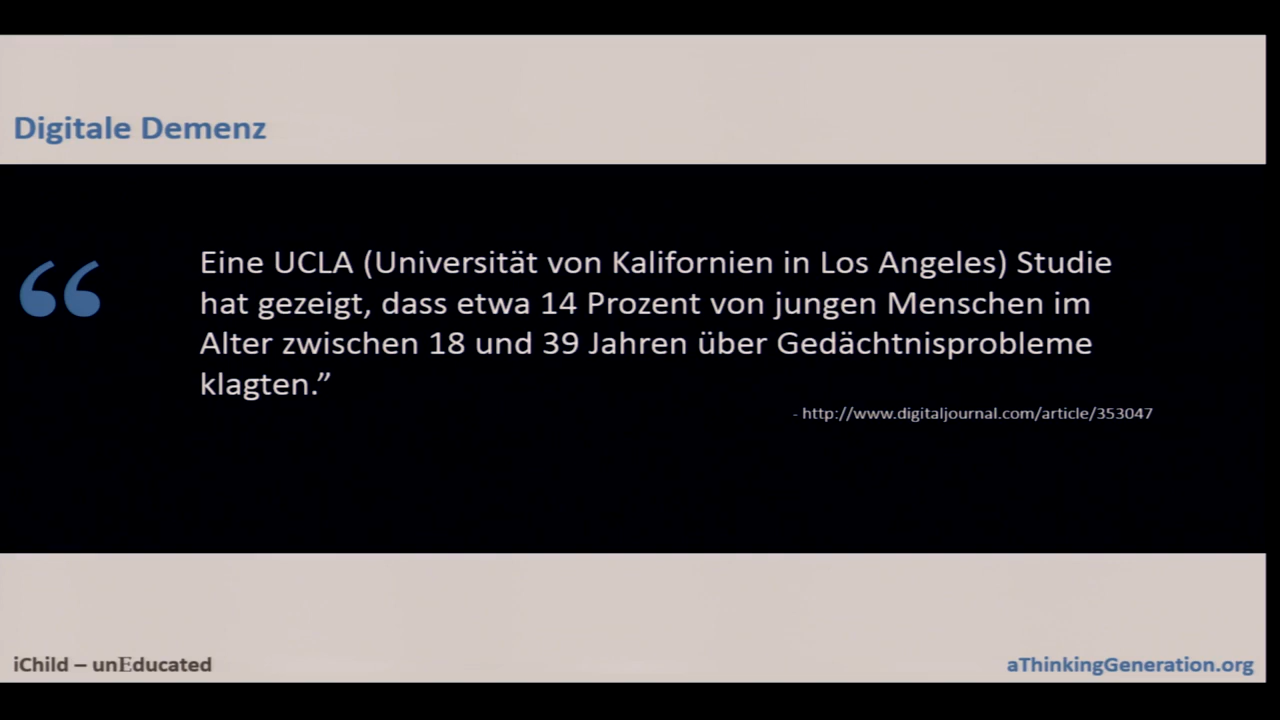 Digitale Demenz
“
Eine UCLA (Universität von Kalifornien in Los Angeles) Studie
hat gezeigt, dass etwa 14 Prozent von jungen Menschen im
Alter zwischen 18 und 39 Jahren über Gedächtnisprobleme
klagten.”
- http://www.digitaljournal.com/article/353047
iChild – unEducated
aThinkingGeneration.org